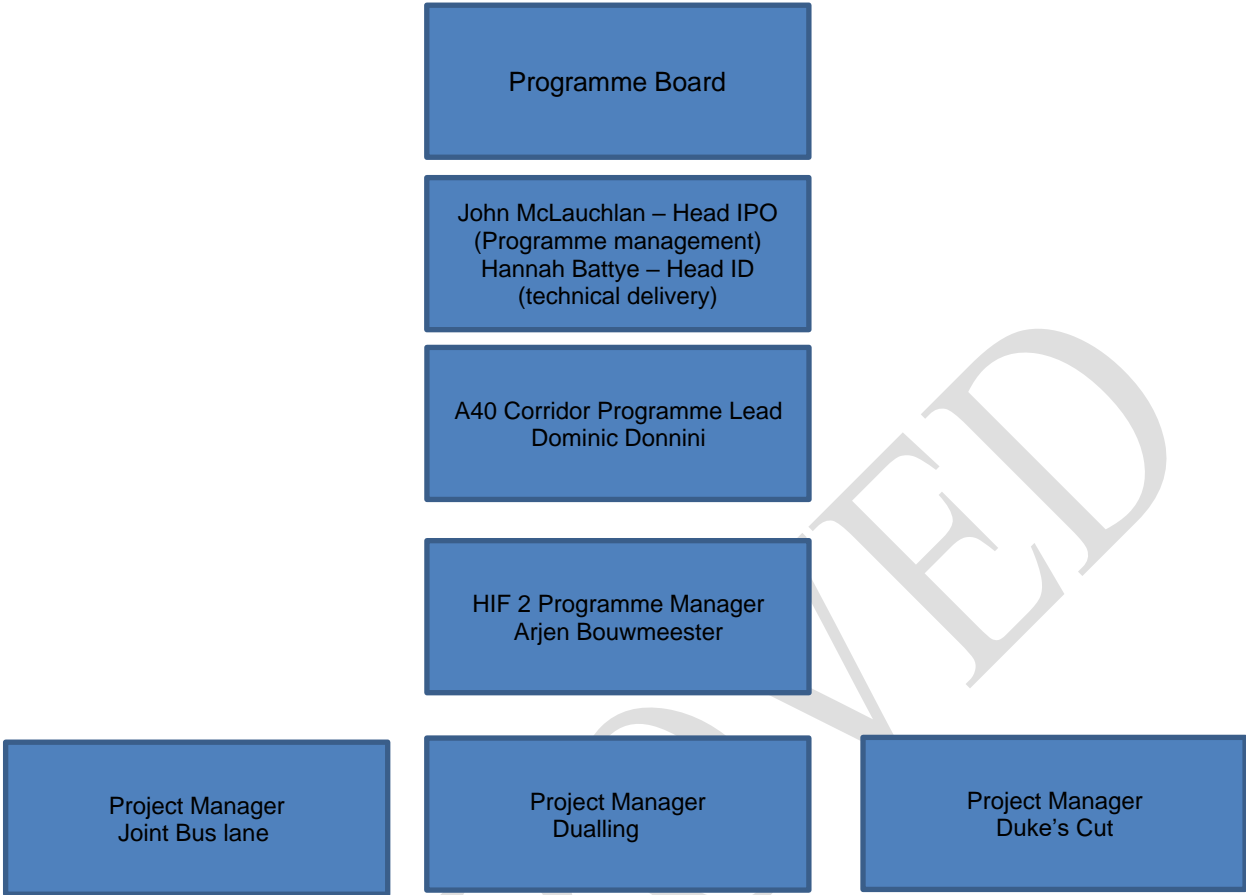 Programme Board
John McLauchlan – Head IPO
(Programme management)
Hannah Battye – Head ID
(technical delivery)
A40 Corridor Programme Lead
Dominic Donnini
HIF 2 Programme Manager
Arjen Bouwmeester
Project Manager
Joint Bus lane
Project Manager
Dualling
Project Manager
Duke's Cut